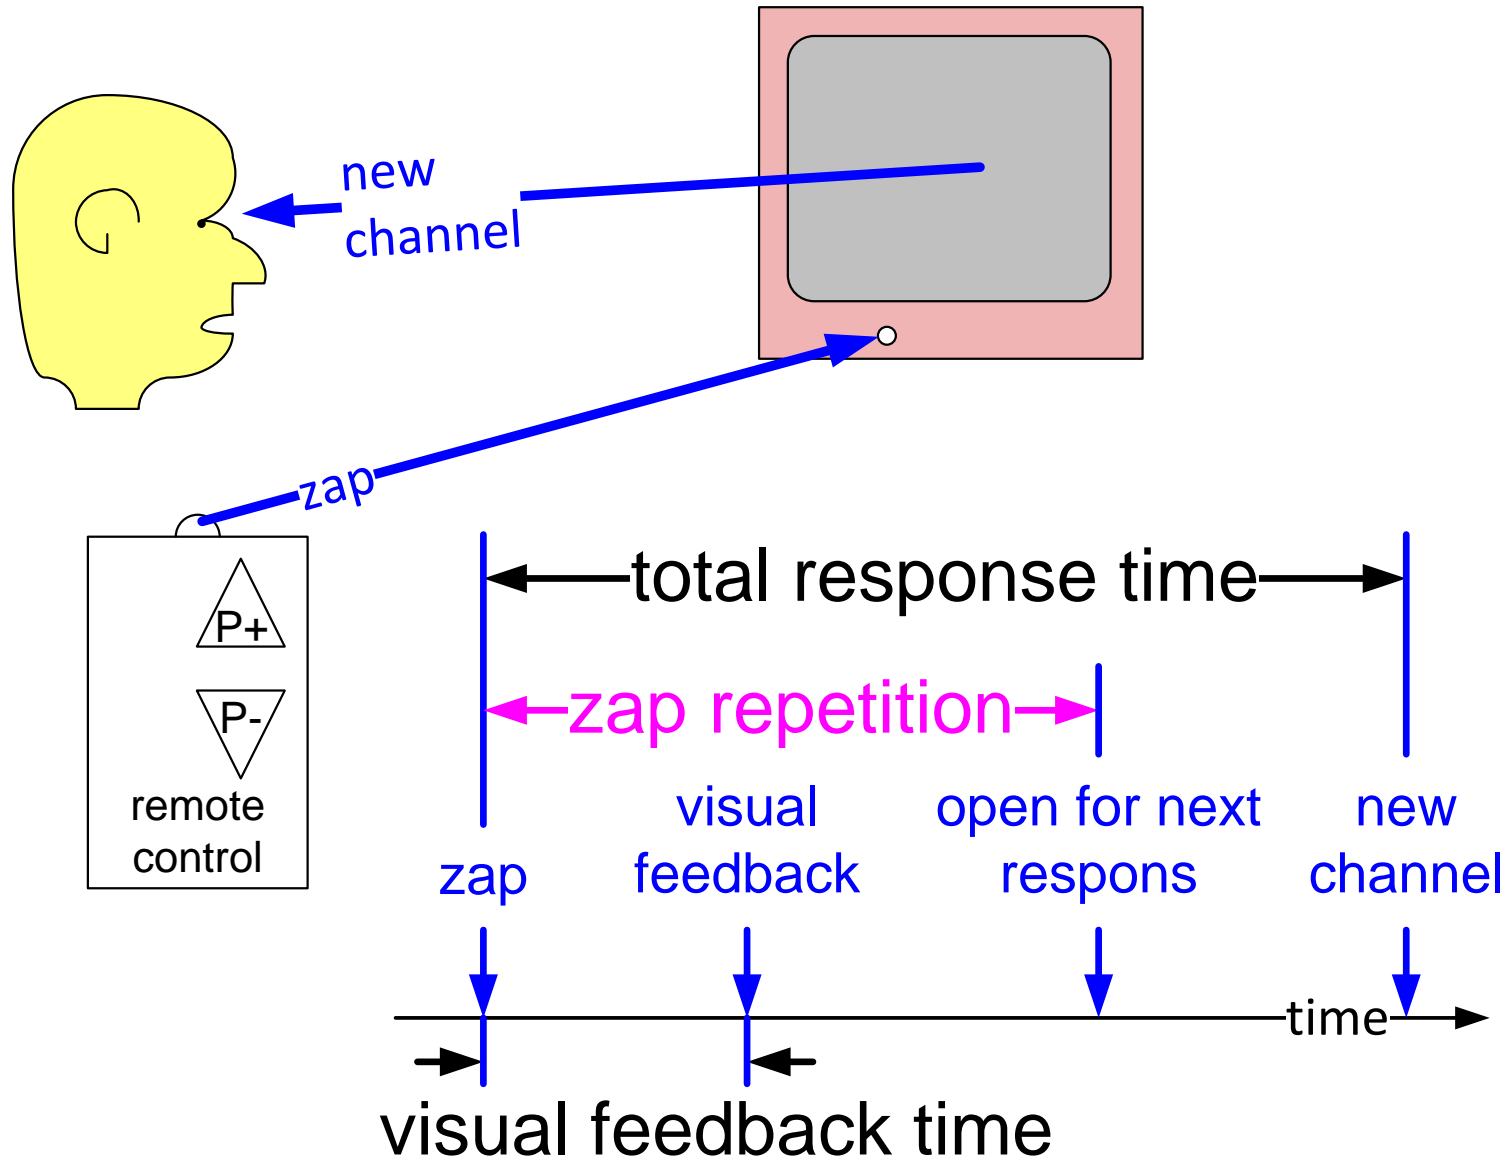 new
channel
zap
P+
P-
remote
control
total response time
zap repetition
zap
visual
feedback
open for next
respons
new
channel
time
visual feedback time